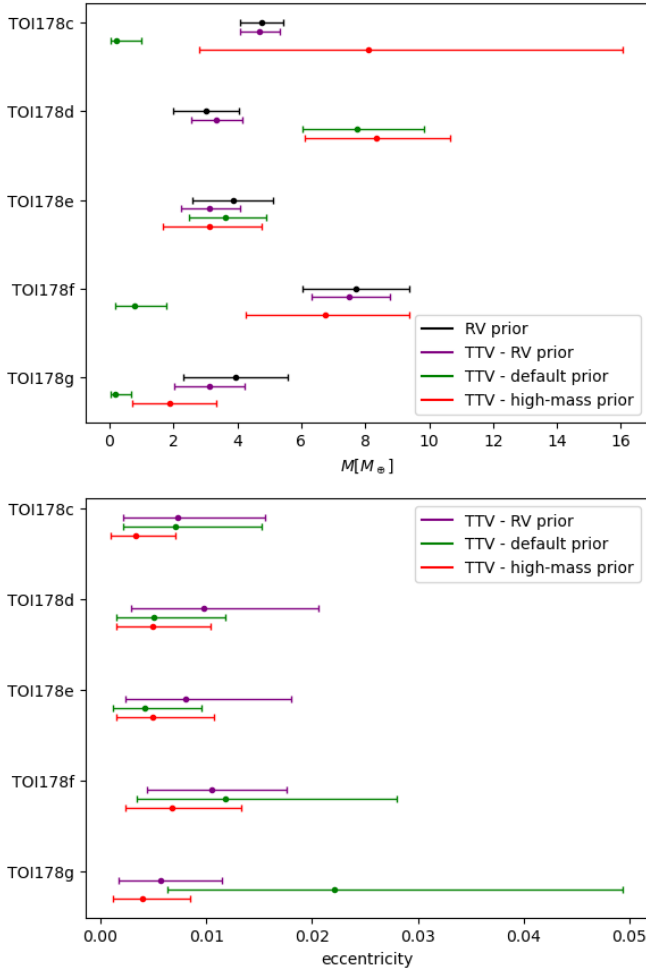 TOI178c
TOI178d
TOI178e
TOI178f
TOI178g
RV prior
TTV - RV prior
TTV - default prior
TTV - high-mass prior
0 2 4 6 8 10 12 14 16
M[M⊕]
TOI178c
TOI178d
TOI178e
TOI178f
TOI178g
TTV - RV prior
TTV - default prior
TTV - high-mass prior
0.00 0.01 0.02 0.03 0.04 0.05
eccentricity